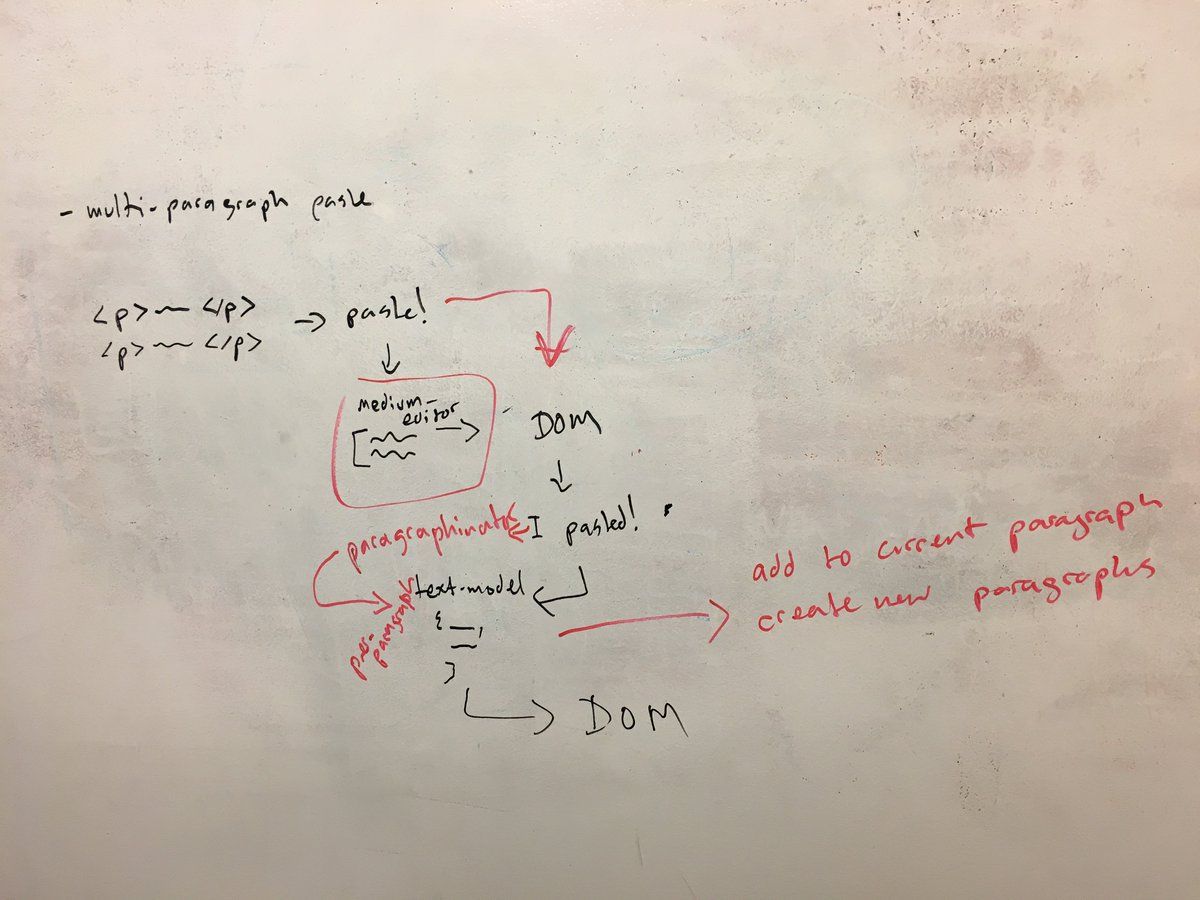 - multi-paragraph paste
<p>~~ </p> → paste!
<p>~~ </p>
medium-
editor
DOM
I pasted!
paragraphinate
text-model
{ __,
}
per-
paragraph
add to current paragraph
create new paragraphs
DOM